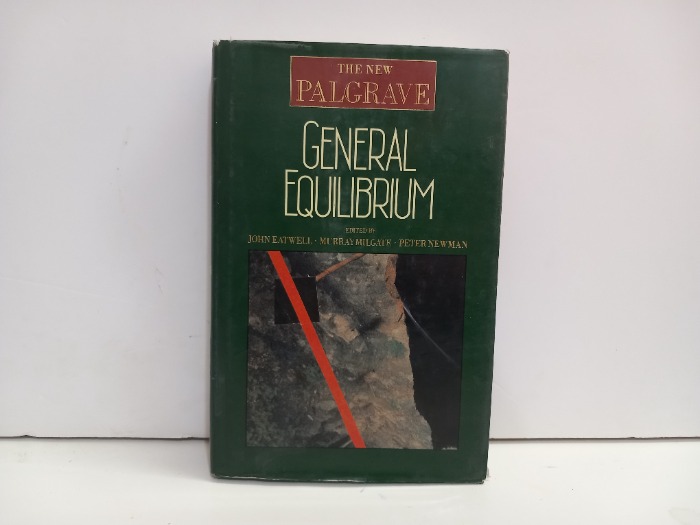 THE NEW
PALGRAVE
GENERAL
EQUILIBRIUM
EDITED BY
JOHN EATWELL · MURRAY MILGATE · PETER NEWMAN